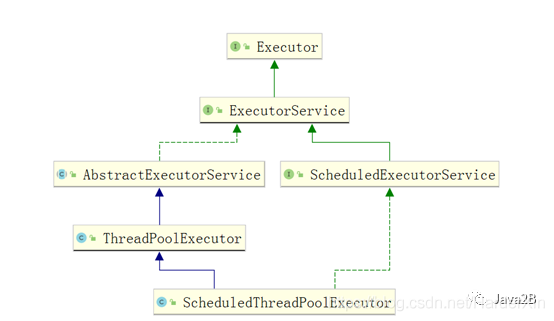 I Executor
I ExecutorService
C AbstractExecutorService
I ScheduledExecutorService
C ThreadPoolExecutor
C ScheduledThreadPoolExecutor
Java2B